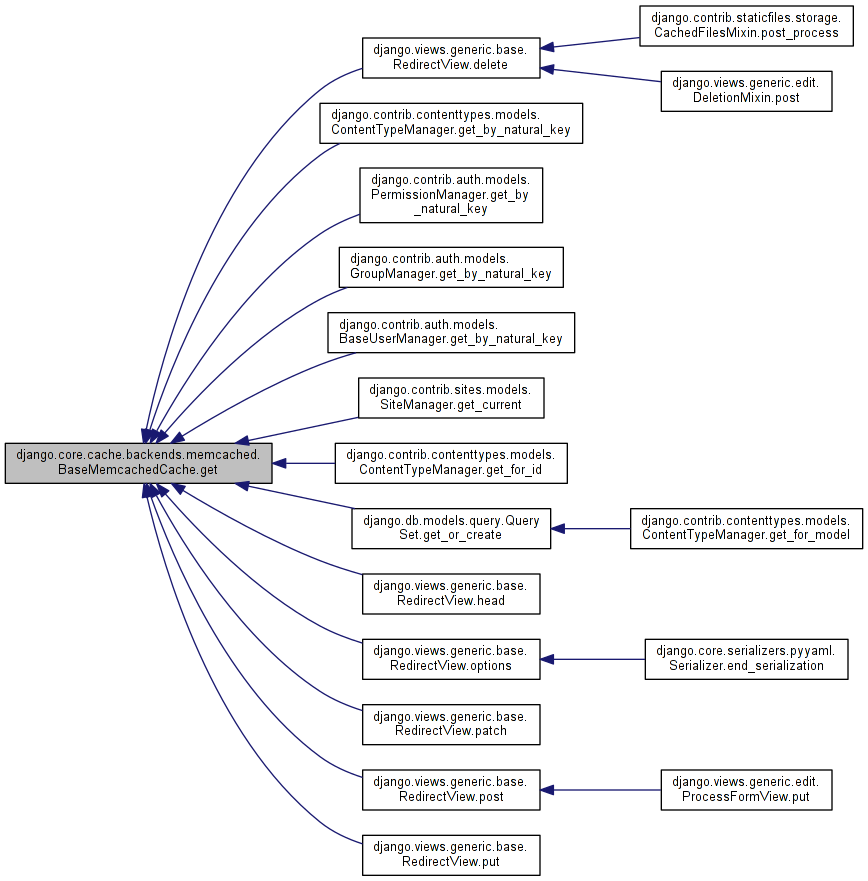 django.contrib.staticfiles.storage.
CachedFilesMixin.post_process
django.views.generic.base.
RedirectView.delete
django.views.generic.edit.
DeletionMixin.post
django.contrib.contenttypes.models.
ContentTypeManager.get_by_natural_key
django.contrib.auth.models.
PermissionManager.get_by
_natural_key
django.contrib.auth.models.
GroupManager.get_by_natural_key
django.contrib.auth.models.
BaseUserManager.get_by_natural_key
django.contrib.sites.models.
SiteManager.get_current
django.core.cache.backends.memcached.
BaseMemcachedCache.get
django.contrib.contenttypes.models.
ContentTypeManager.get_for_id
django.db.models.query.Query
Set.get_or_create
django.contrib.contenttypes.models.
ContentTypeManager.get_for_model
django.views.generic.base.
RedirectView.head
django.views.generic.base.
RedirectView.options
django.core.serializers.pyyaml.
Serializer.end_serialization
django.views.generic.base.
RedirectView.patch
django.views.generic.base.
RedirectView.post
django.views.generic.edit.
ProcessFormView.put
django.views.generic.base.
RedirectView.put